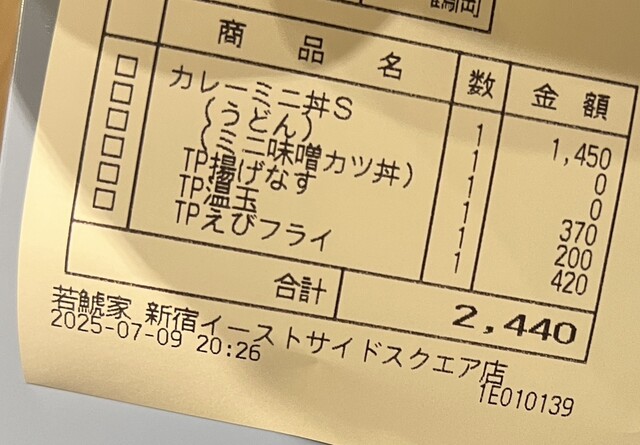 鶴岡
商品名 数 金額
□ カレーミニ丼S 1 1,450
□ (うどん) 1 0
□ (ミニ味噌カツ丼) 1 0
□ TP揚げなす 1 370
□ TP温玉 1 200
□ TPえびフライ 1 420
合計 2,440
若鯱家 新宿イーストサイドスクエア店
2025-07-09 20:26 1E010139